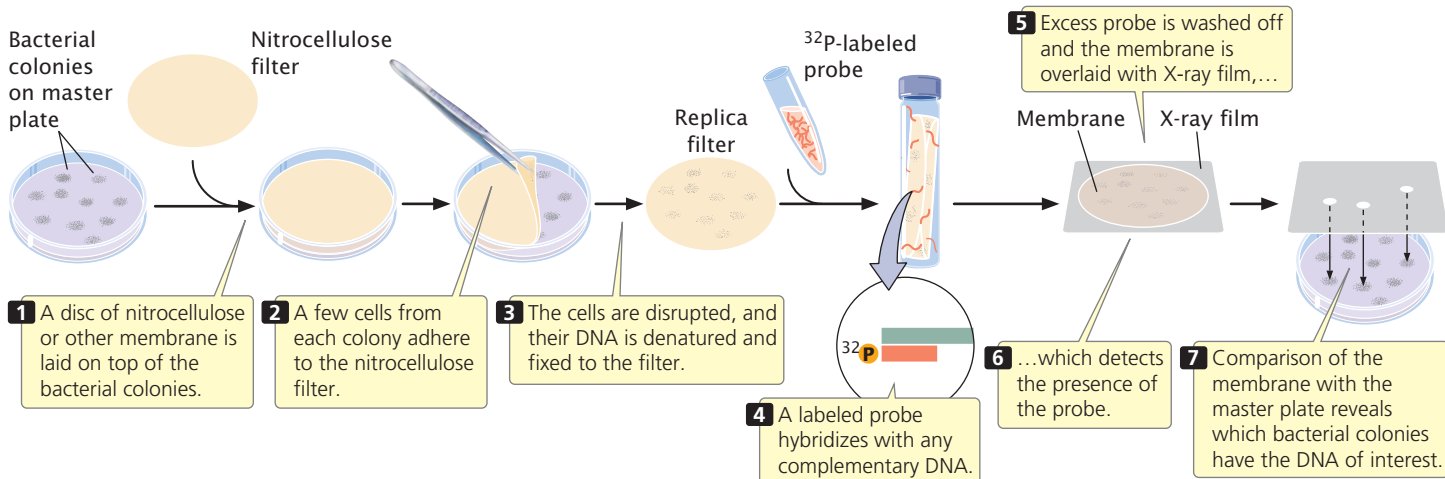 Bacterial
colonies
on master
plate
Nitrocellulose
filter
Replica
filter
³²P-labeled
probe
Membrane
X-ray film
1 A disc of nitrocellulose
or other membrane is
laid on top of the
bacterial colonies.
2 A few cells from
each colony adhere
to the nitrocellulose
filter.
3 The cells are disrupted, and
their DNA is denatured and
fixed to the filter.
³²P
4 A labeled probe
hybridizes with any
complementary DNA.
5 Excess probe is washed off
and the membrane is
overlaid with X-ray film,…
6 …which detects
the presence of
the probe.
7 Comparison of the
membrane with the
master plate reveals
which bacterial colonies
have the DNA of interest.